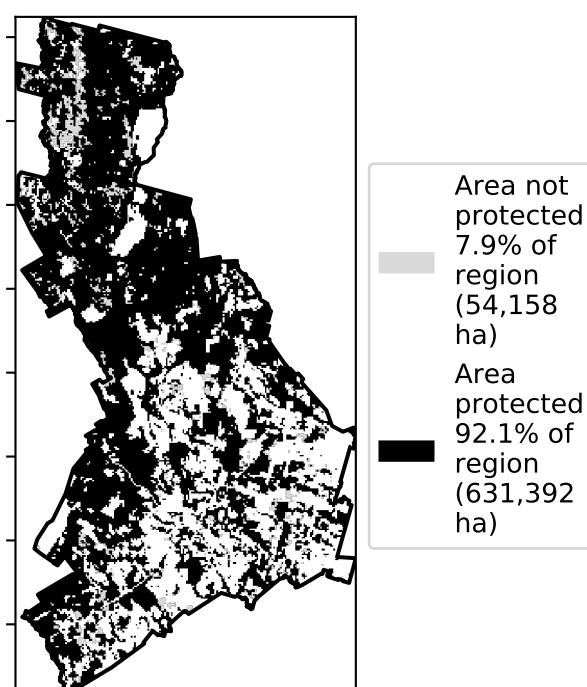 Area not
protected
7.9% of
region
(54,158
ha)
Area
protected
92.1% of
region
(631,392
ha)